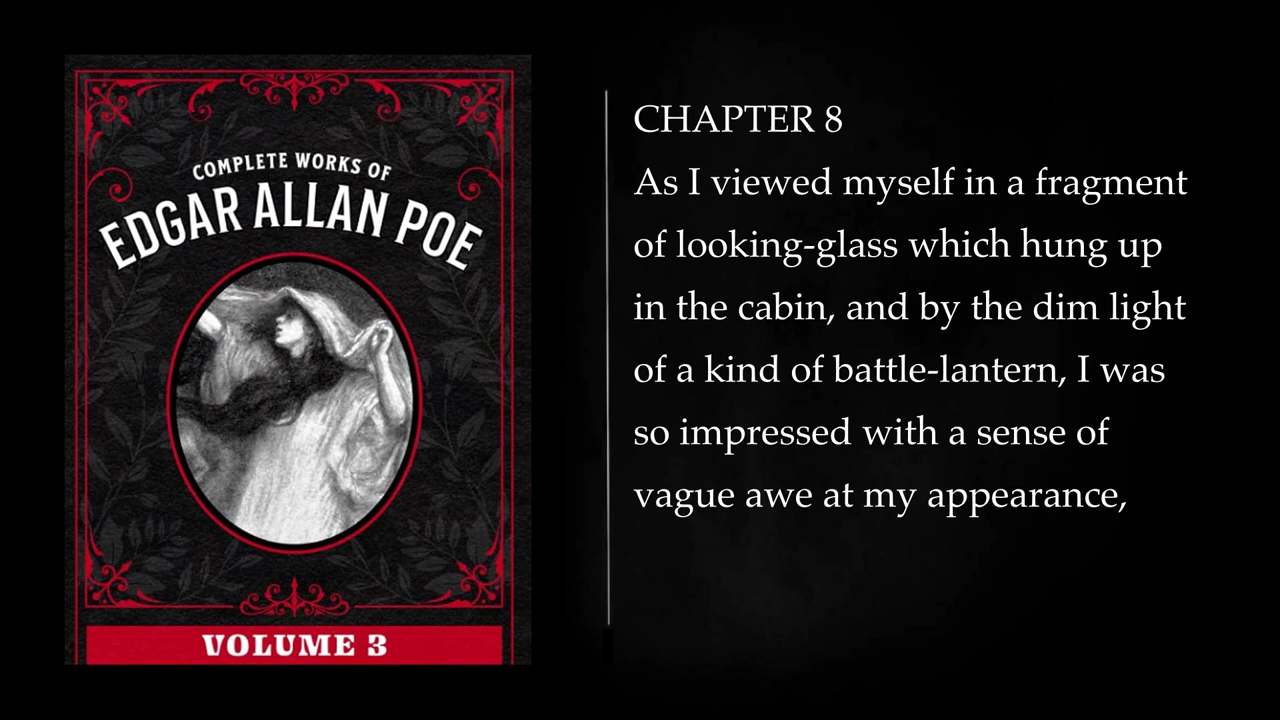 COMPLETE WORKS OF
EDGAR ALLAN POE
VOLUME 3
CHAPTER 8
As I viewed myself in a fragment
of looking-glass which hung up
in the cabin, and by the dim light
of a kind of battle-lantern, I was
so impressed with a sense of
vague awe at my appearance,